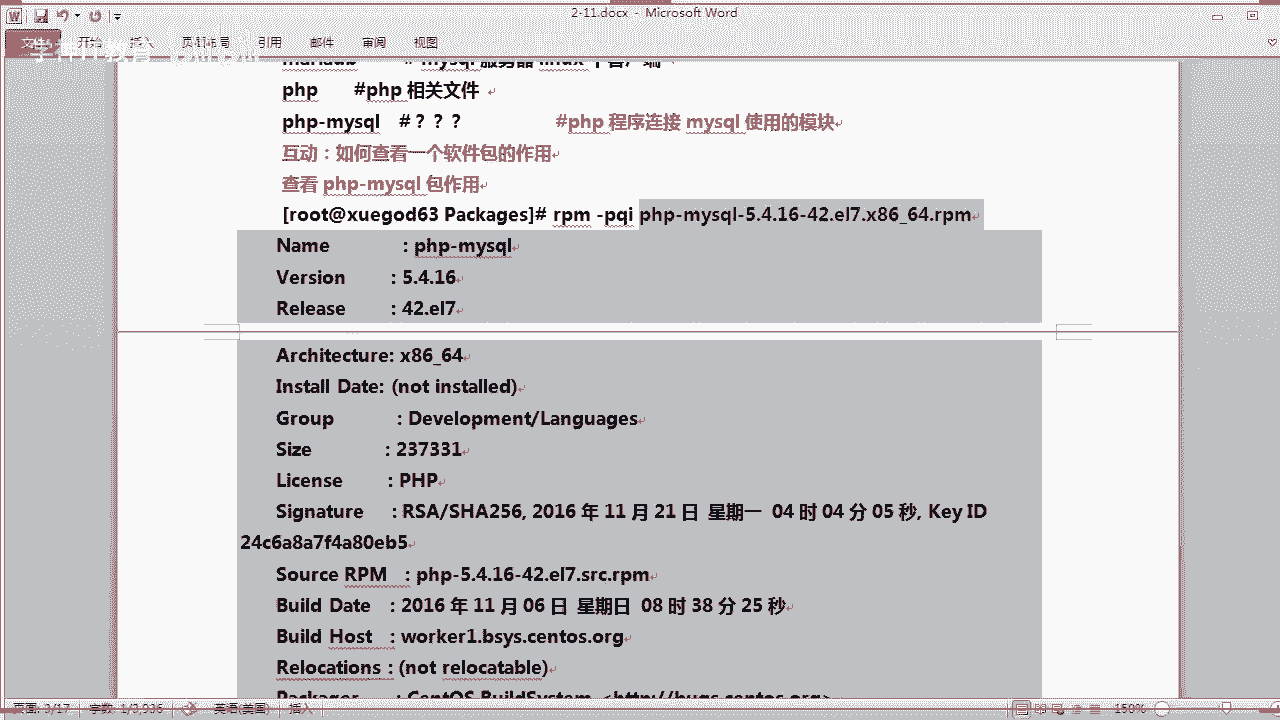 2-11.docx - Microsoft Word
开始 插入 页面布局 引用 邮件 审阅 视图
mariadb # mysql 服务器 linux 下客户端
php #php 相关文件
php-mysql #？？？ #php 程序连接 mysql 使用的模块
互动：如何查看一个软件包的作用
查看 php-mysql 包作用
[root@xuegod63 Packages]# rpm -pqi php-mysql-5.4.16-42.el7.x86_64.rpm
Name : php-mysql
Version : 5.4.16
Release : 42.el7
Architecture: x86_64
Install Date: (not installed)
Group : Development/Languages
Size : 237331
License : PHP
Signature : RSA/SHA256, 2016 年 11 月 21 日 星期一 04 时 04 分 05 秒, Key ID
24c6a8a7f4a80eb5
Source RPM : php-5.4.16-42.el7.src.rpm
Build Date : 2016 年 11 月 06 日 星期日 08 时 38 分 25 秒
Build Host : worker1.bsys.centos.org
Relocations : (not relocatable)
Packager : CentOS BuildSystem <http://bugs.centos.org>
页面: 3/17 字数: 1/3,936 英语(美国) 插入 150%